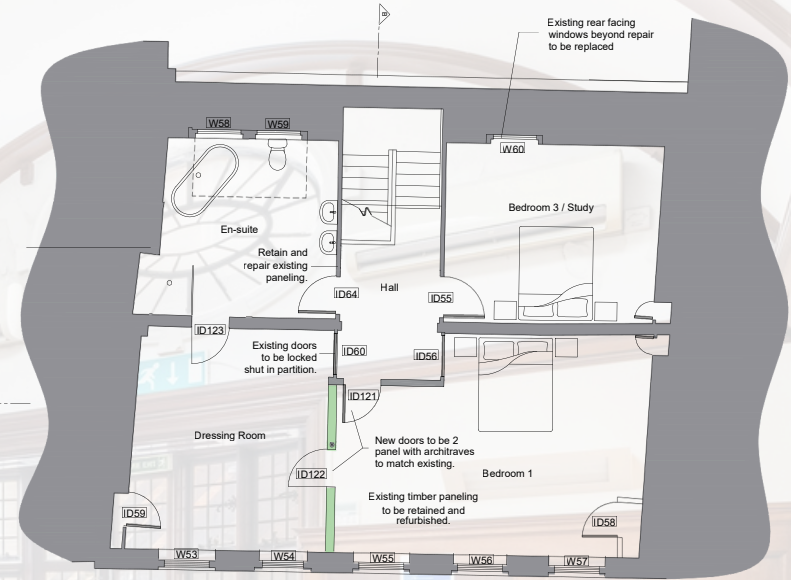 B
Existing rear facing
windows beyond repair
to be replaced
W58
W59
W60
Bedroom 3 / Study
En-suite
Retain and
repair existing
paneling.
Hall
ID64
ID55
ID123
Existing doors
to be locked
shut in partition.
ID60
ID56
ID121
Dressing Room
New doors to be 2
panel with architraves
to match existing.
ID122
Bedroom 1
Existing timber paneling
to be retained and
refurbished.
ID59
ID58
W53
W54
W55
W56
W57